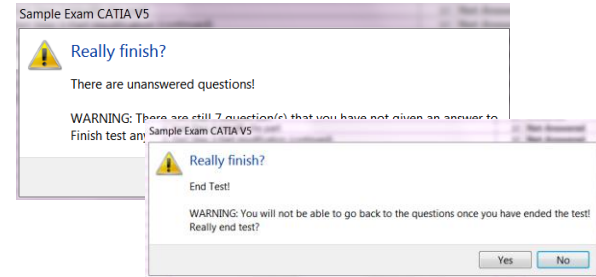 Sample Exam CATIA V5
Really finish?
There are unanswered questions!
WARNING: There are still 7 question(s) that you have not given an answer to
Finish test any
Sample Exam CATIA V5
Really finish?
End Test!
WARNING: You will not be able to go back to the questions once you have ended the test!
Really end test?
Yes No